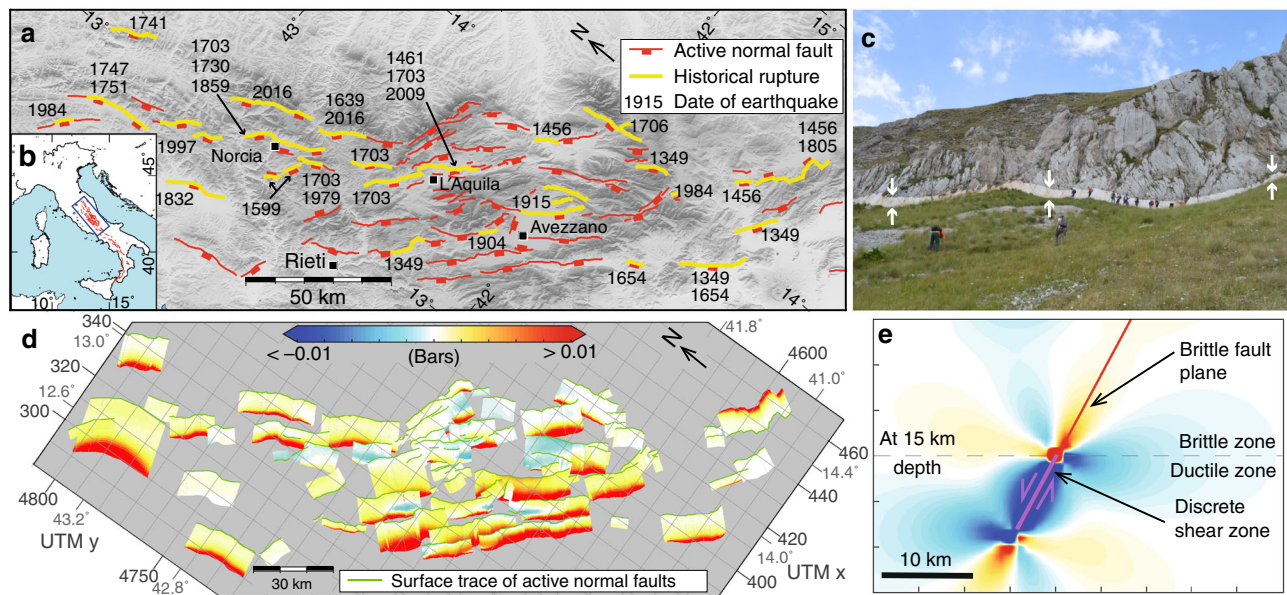 a
1741
13°
43°
14°
15°
N
Active normal fault
Historical rupture
1915 Date of earthquake
1703
1730
1859
1747
1751
1984
2016
1639
2016
1461
1703
2009
1456
1706
1349
1456
1805
1997
Norcia
1703
L'Aquila
1984
1456
1832
1599
1703
1979
1703
1915
Avezzano
1904
1349
Rieti
1349
1654
1349
1654
50 km
13°
42°
14°
b
45°
40°
10°
15°
c
d
340
13.0°
320
12.6°
300
< −0.01
(Bars)
> 0.01
N
41.8°
4600
41.0°
460
14.4°
440
420
14.0°
400
UTM x
4800
43.2°
UTM y
4750
42.8°
30 km
Surface trace of active normal faults
e
Brittle fault
plane
At 15 km
depth
Brittle zone
Ductile zone
Discrete
shear zone
10 km